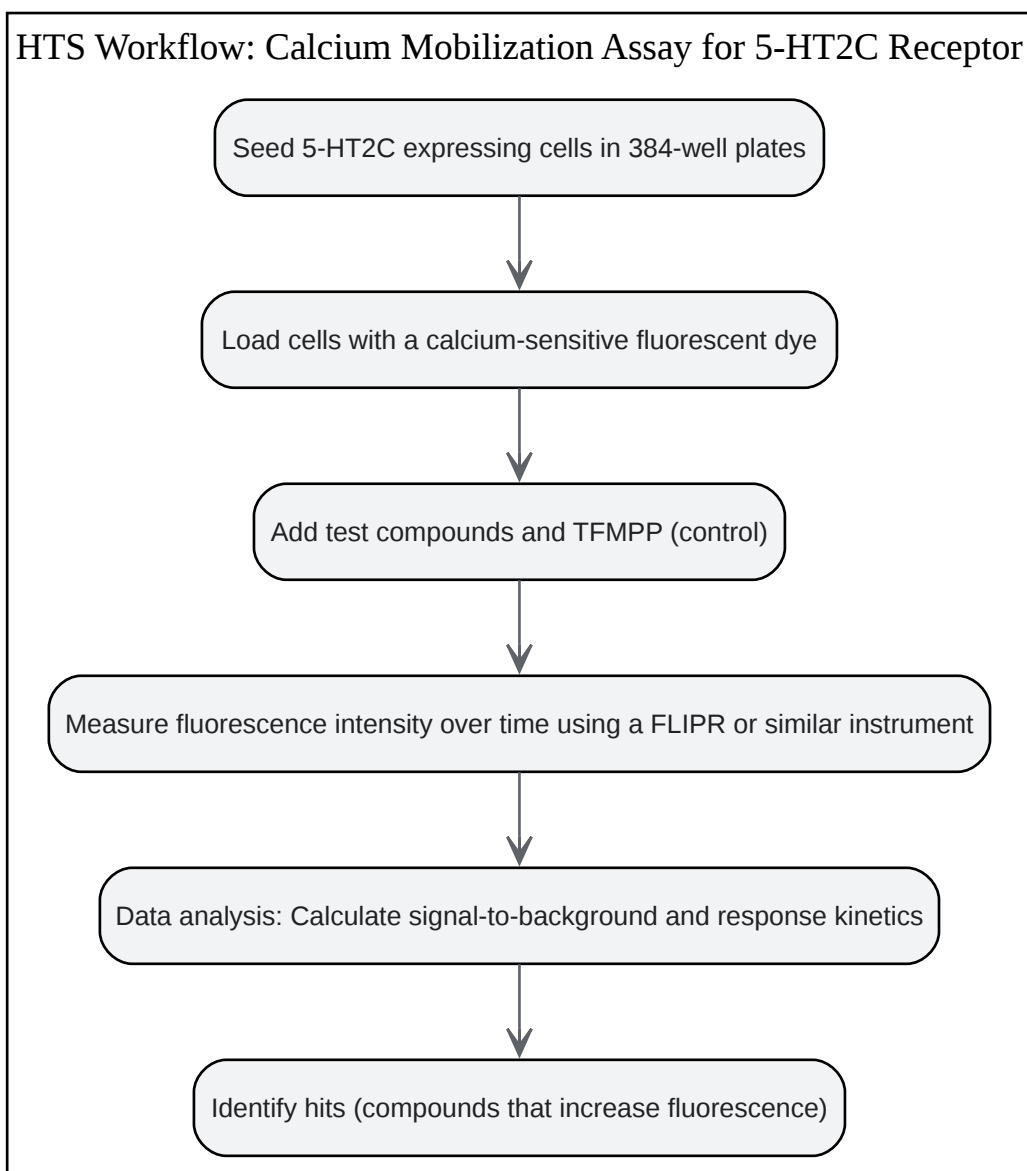 HTS Workflow: Calcium Mobilization Assay for 5-HT2C Receptor
Seed 5-HT2C expressing cells in 384-well plates
Load cells with a calcium-sensitive fluorescent dye
Add test compounds and TFMPP (control)
Measure fluorescence intensity over time using a FLIPR or similar instrument
Data analysis: Calculate signal-to-background and response kinetics
Identify hits (compounds that increase fluorescence)